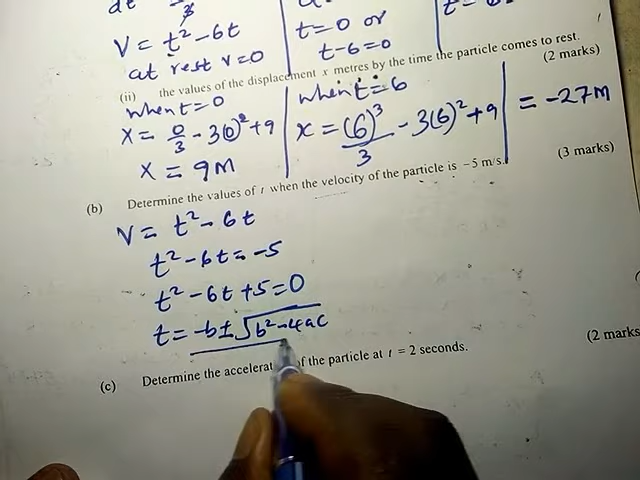 dt
3
V = t² - 6t
at rest v=0
t=0 or
t-6=0
(ii) the values of the displacement x metres by the time the particle comes to rest.
(2 marks)
when t=0
x = 0/3 - 3(0)² + 9
x = 9M
when t = 6
x = (6)³/3 - 3(6)² + 9
= -27M
(b) Determine the values of t when the velocity of the particle is −5 m/s.
(3 marks)
V = t² - 6t
t² - 6t = -5
t² - 6t + 5 = 0
t = -b ± √b² - 4ac
(c) Determine the accelerat of the particle at t = 2 seconds.
(2 marks